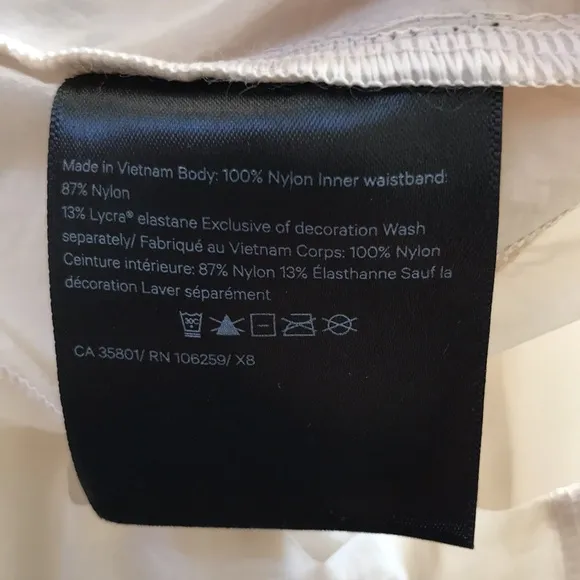 Made in Vietnam Body: 100% Nylon Inner waistband:
87% Nylon
13% Lycra® elastane Exclusive of decoration Wash
separately/ Fabriqué au Vietnam Corps: 100% Nylon
Ceinture intérieure: 87% Nylon 13% Élasthanne Sauf la
décoration Laver séparément
30C
CA 35801/ RN 106259/ X8